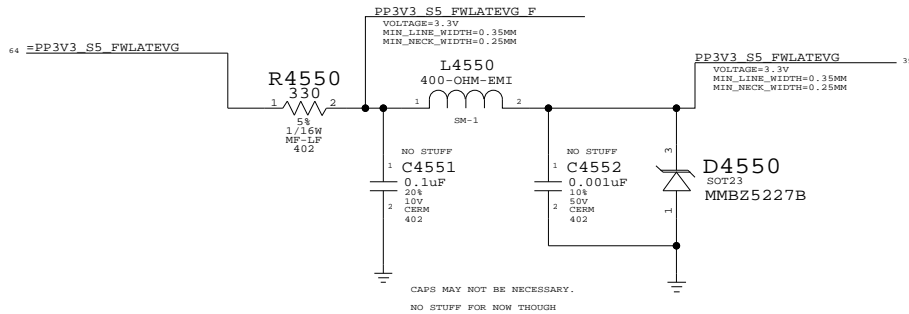 PP3V3_S5_FWLATEVG_F
VOLTAGE=3.3V
MIN_LINE_WIDTH=0.35MM
MIN_NECK_WIDTH=0.25MM
64 =PP3V3_S5_FWLATEVG
PP3V3_S5_FWLATEVG
VOLTAGE=3.3V
MIN_LINE_WIDTH=0.35MM
MIN_NECK_WIDTH=0.25MM
R4550
330
1 2
5%
1/16W
MF-LF
402
L4550
400-OHM-EMI
1 2
SM-1
NO STUFF
1 C4551
0.1uF
20%
2 10V
CERM
402
NO STUFF
1 C4552
0.001uF
10%
2 50V
CERM
402
3
D4550
SOT23
MMBZ5227B
1
CAPS MAY NOT BE NECESSARY.
NO STUFF FOR NOW THOUGH